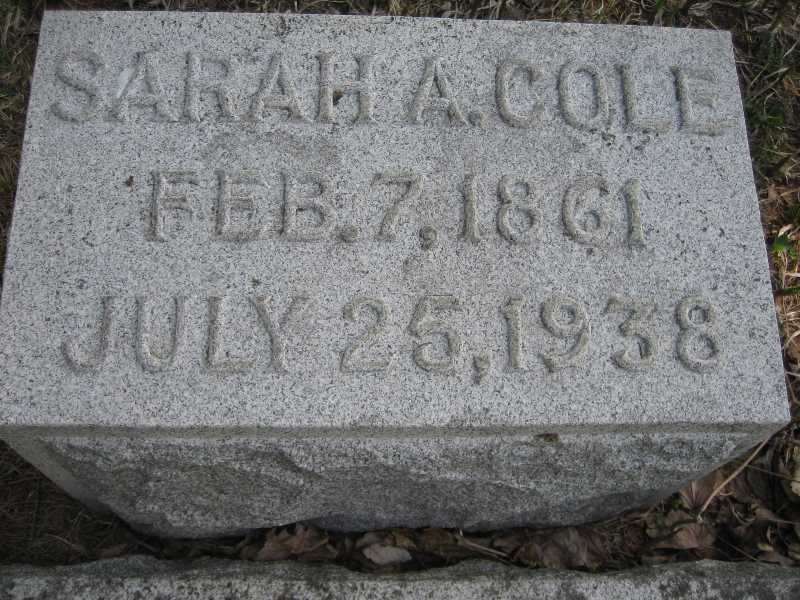 SARAH A. COLE
FEB. 7, 1861
JULY 25, 1938